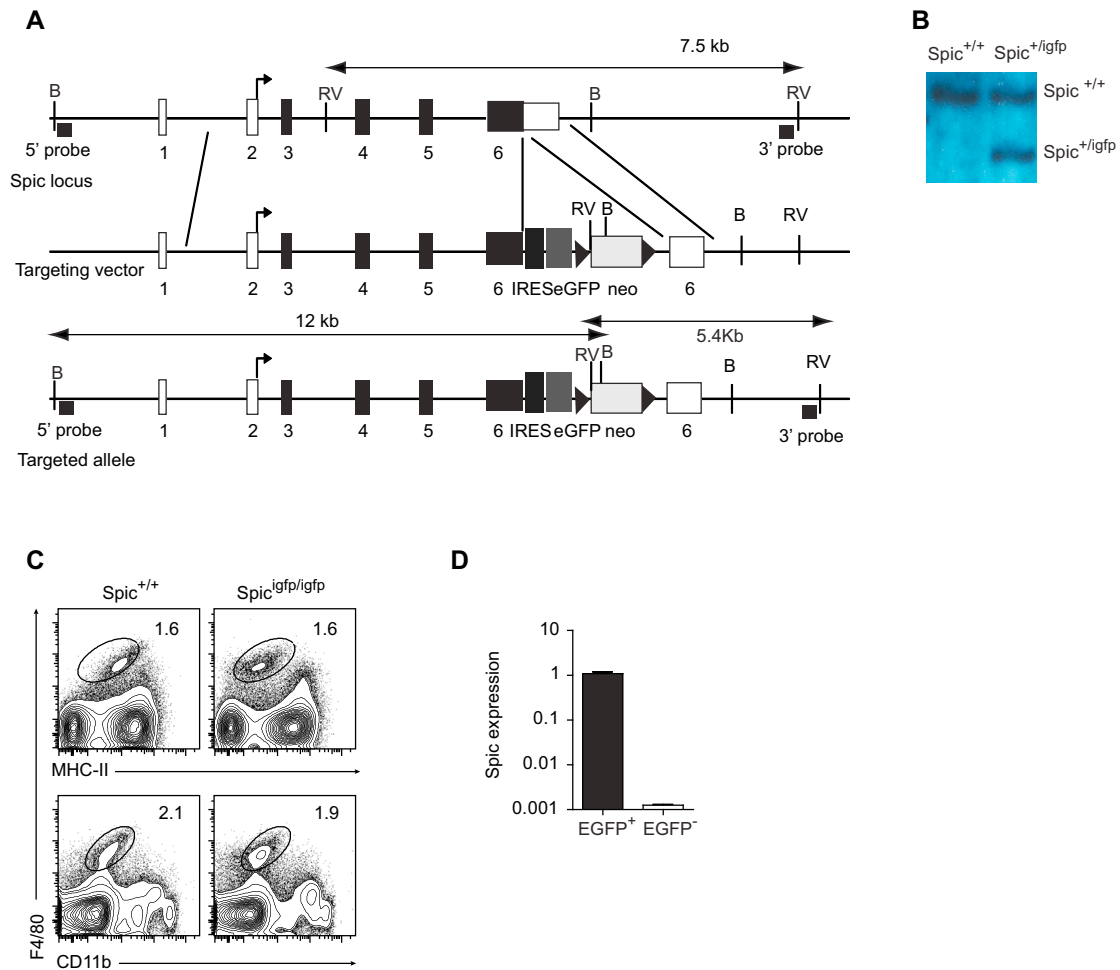 A
7.5 kb
B RV B RV
5' probe 3' probe
1 2 3 4 5 6
Spic locus
RV B B RV
Targeting vector
1 2 3 4 5 6 IRESeGFP neo 6
12 kb 5.4Kb
B RV B B RV
5' probe 3' probe
1 2 3 4 5 6 IRES eGFP neo 6
Targeted allele
B
Spic+/+ Spic+/igfp
Spic +/+
Spic+/igfp
C
Spic+/+ Spicigfp/igfp
1.6 1.6
MHC-II
2.1 1.9
F4/80
CD11b
D
Spic expression
10
1
0.1
0.01
0.001
EGFP+ EGFP-